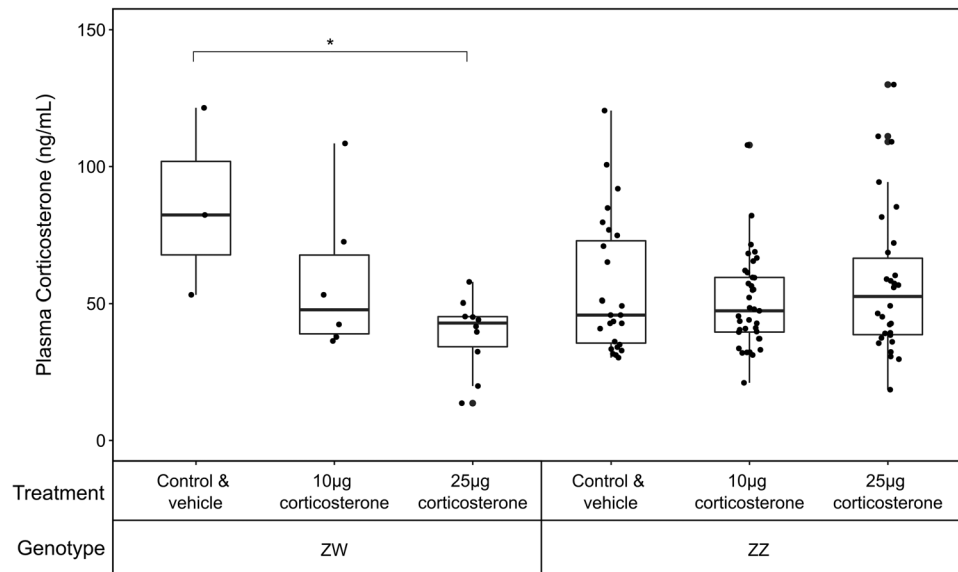 150
*
100
50
0
Plasma Corticosterone (ng/mL)
Treatment
Control &
vehicle
10µg
corticosterone
25µg
corticosterone
Control &
vehicle
10µg
corticosterone
25µg
corticosterone
Genotype
ZW
ZZ